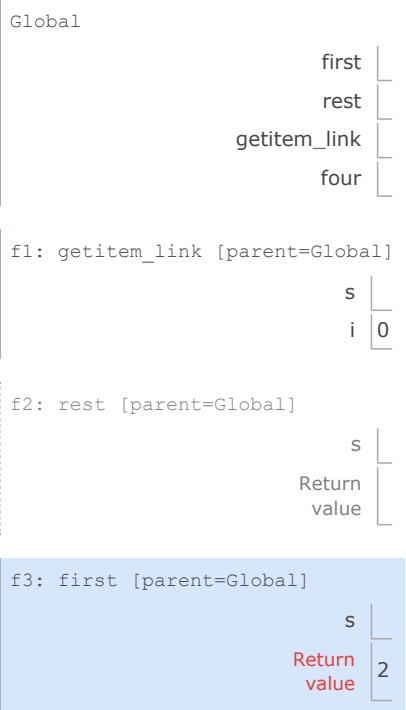 Global
first
rest
getitem_link
four
f1: getitem_link [parent=Global]
s
i 0
f2: rest [parent=Global]
s
Return
value
f3: first [parent=Global]
s
Return
value 2